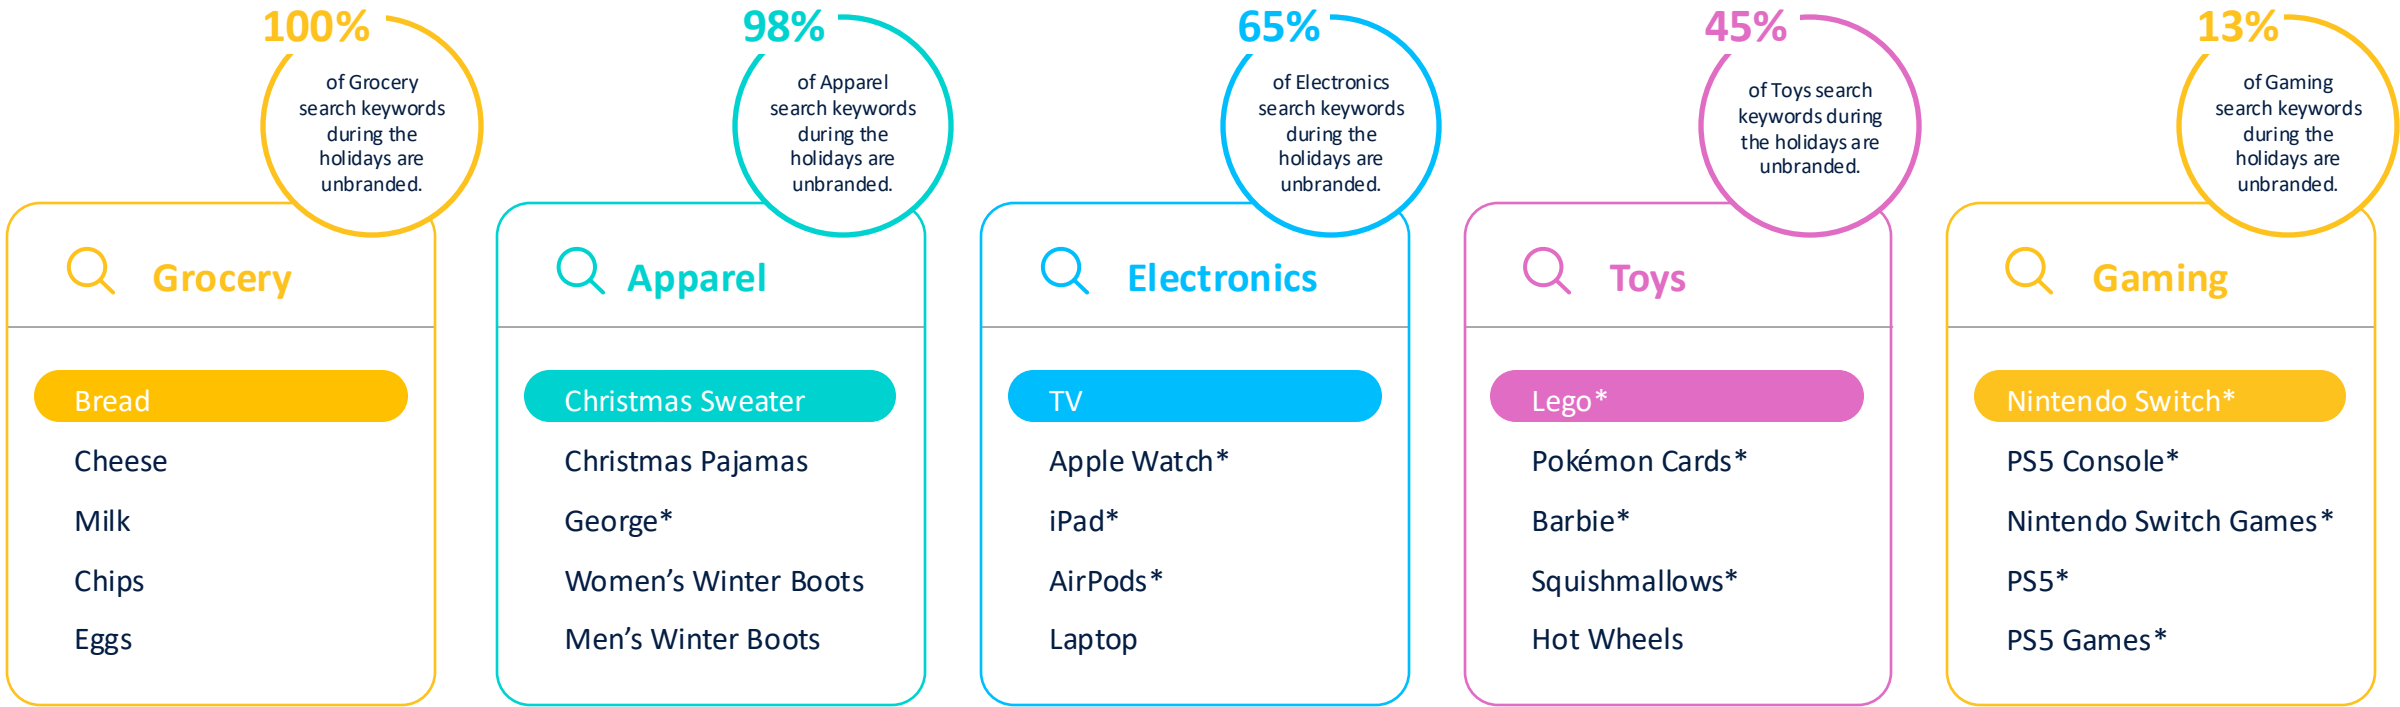 100%
of Grocery
search keywords
during the
holidays are
unbranded.
Grocery
Bread
Cheese
Milk
Chips
Eggs
98%
of Apparel
search keywords
during the
holidays are
unbranded.
Apparel
Christmas Sweater
Christmas Pajamas
George*
Women’s Winter Boots
Men’s Winter Boots
65%
of Electronics
search keywords
during the
holidays are
unbranded.
Electronics
TV
Apple Watch*
iPad*
AirPods*
Laptop
45%
of Toys search
keywords during
the holidays are
unbranded.
Toys
Lego*
Pokémon Cards*
Barbie*
Squishmallows*
Hot Wheels
13%
of Gaming
search keywords
during the
holidays are
unbranded.
Gaming
Nintendo Switch*
PS5 Console*
Nintendo Switch Games*
PS5*
PS5 Games*